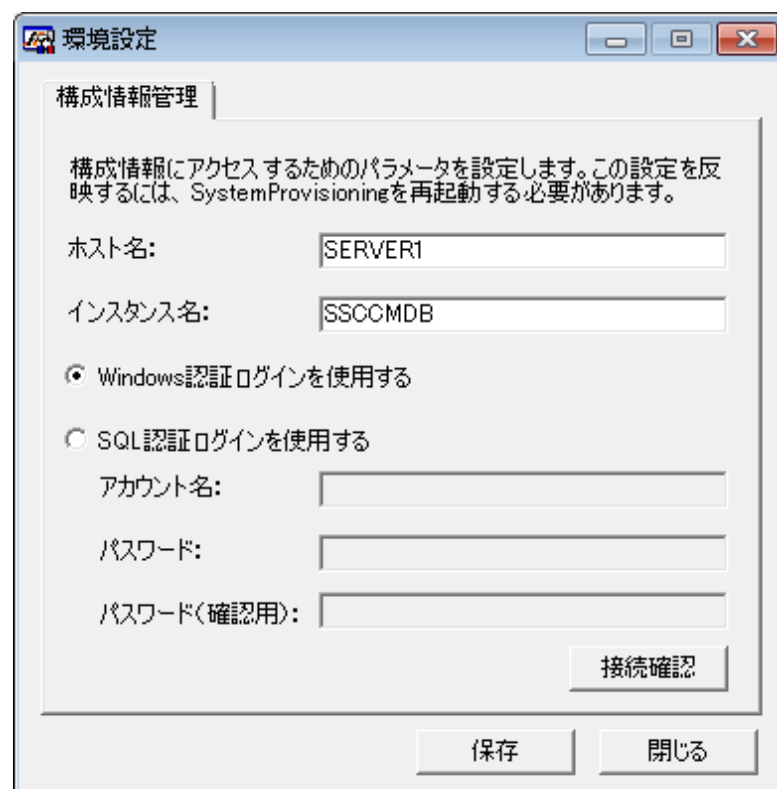 環境設定
構成情報管理
構成情報にアクセスするためのパラメータを設定します。この設定を反
映するには、SystemProvisioningを再起動する必要があります。
ホスト名: SERVER1
インスタンス名: SSCCMDB
Windows認証ログインを使用する
SQL認証ログインを使用する
アカウント名:
パスワード:
パスワード(確認用):
接続確認
保存 閉じる